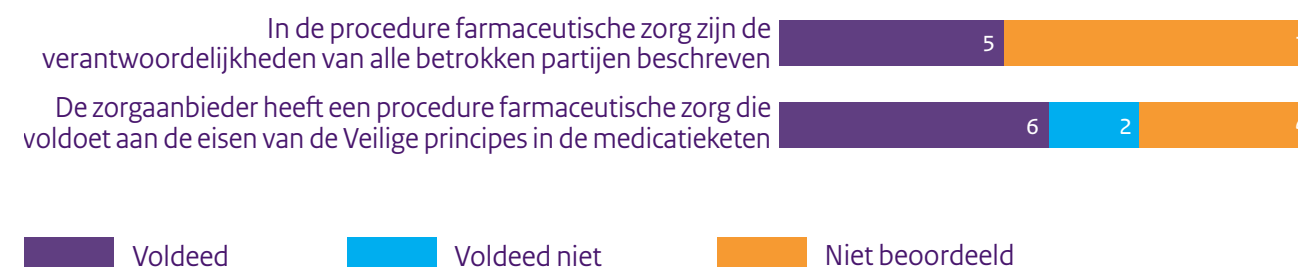 In de procedure farmaceutische zorg zijn de
verantwoordelijkheden van alle betrokken partijen beschreven
5
De zorgaanbieder heeft een procedure farmaceutische zorg die
voldoet aan de eisen van de Veilige principes in de medicatieketen
6 2
Voldeed Voldeed niet Niet beoordeeld